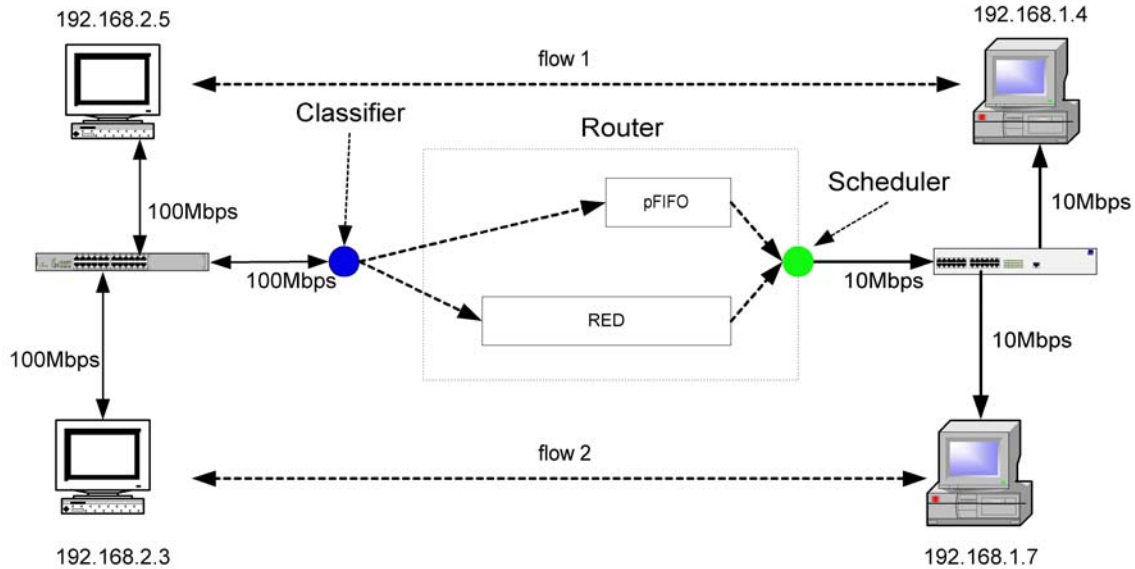 192.168.2.5
192.168.1.4
flow 1
Classifier
Router
Scheduler
pFIFO
100Mbps
10Mbps
100Mbps
10Mbps
RED
100Mbps
10Mbps
flow 2
192.168.2.3
192.168.1.7